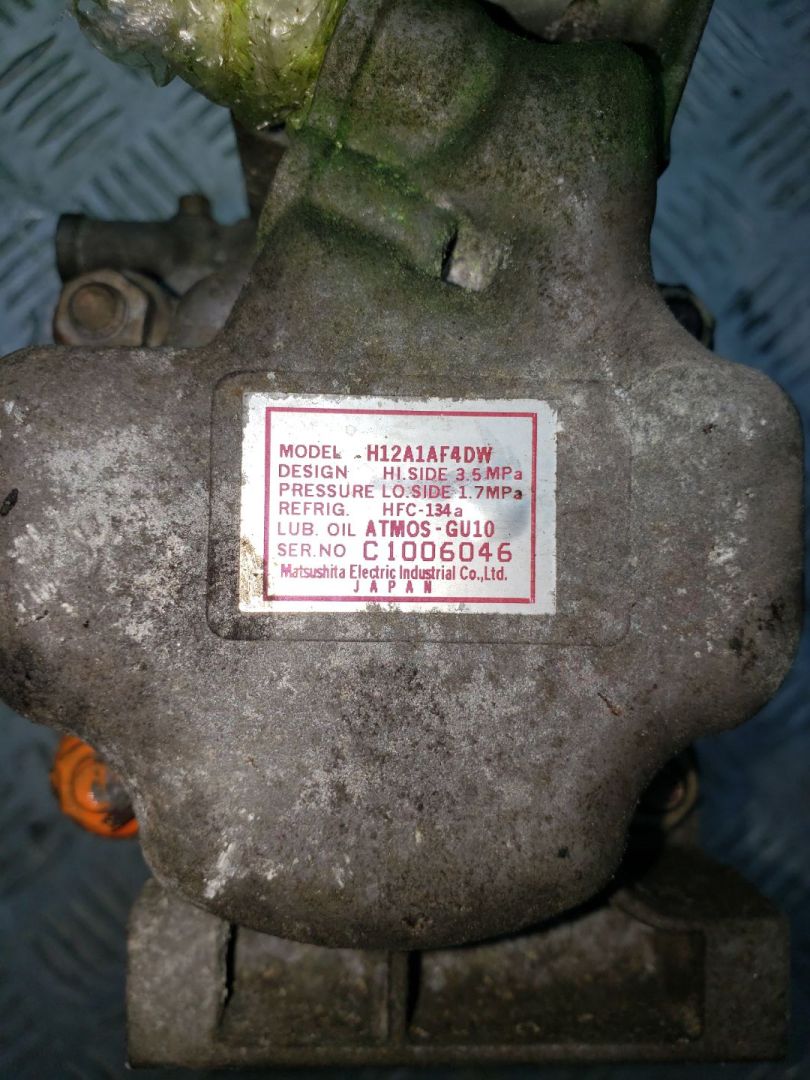 MODEL H12A1AF4DW
DESIGN HI.SIDE 3.5 MPa
PRESSURE LO.SIDE 1.7 MPa
REFRIG. HFC-134a
LUB. OIL ATMOS-GU10
SER.NO C1006046
Matsushita Electric Industrial Co.,Ltd.
JAPAN